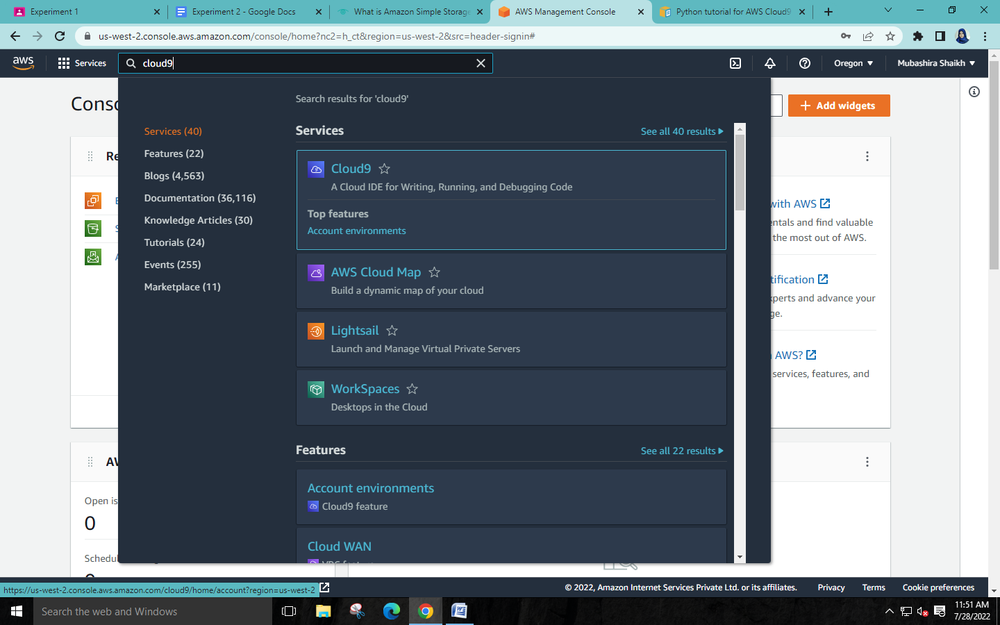 Experiment 1
Experiment 2 - Google Docs
What is Amazon Simple Storage
AWS Management Console
Python tutorial for AWS Cloud9
us-west-2.console.aws.amazon.com/console/home?nc2=h_ct&region=us-west-2&src=header-signin#
aws
Services
cloud9
Oregon
Mubashira Shaikh
Search results for 'cloud9'
Conso
Add widgets
Services (40)
Features (22)
Blogs (4,563)
Documentation (36,116)
Knowledge Articles (30)
Tutorials (24)
Events (255)
Marketplace (11)
Services
See all 40 results
Cloud9
A Cloud IDE for Writing, Running, and Debugging Code
Top features
Account environments
AWS Cloud Map
Build a dynamic map of your cloud
Lightsail
Launch and Manage Virtual Private Servers
WorkSpaces
Desktops in the Cloud
Features
See all 22 results
Account environments
Cloud9 feature
Cloud WAN
Re
with AWS
entals and find valuable
the most out of AWS.
tification
xperts and advance your
ge.
AWS?
services, features, and
AW
Open is
0
Schedul
https://us-west-2.console.aws.amazon.com/cloud9/home/account?region=us-west-2
© 2022, Amazon Internet Services Private Ltd. or its affiliates.
Privacy
Terms
Cookie preferences
Search the web and Windows
11:51 AM
7/28/2022